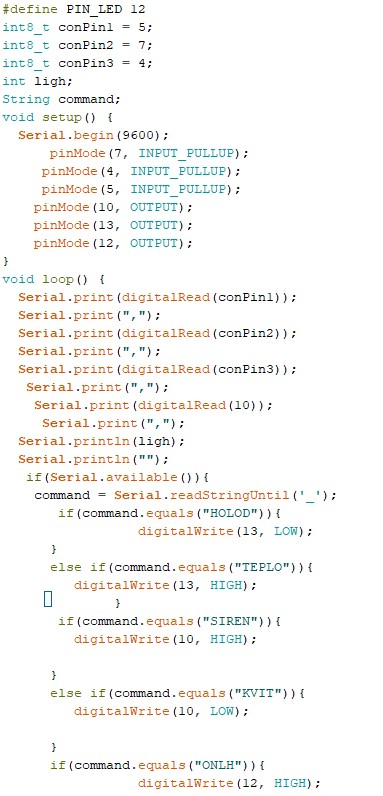 #define PIN_LED 12
int8_t conPin1 = 5;
int8_t conPin2 = 7;
int8_t conPin3 = 4;
int ligh;
String command;
void setup() {
Serial.begin(9600);
pinMode(7, INPUT_PULLUP);
pinMode(4, INPUT_PULLUP);
pinMode(5, INPUT_PULLUP);
pinMode(10, OUTPUT);
pinMode(13, OUTPUT);
pinMode(12, OUTPUT);
}
void loop() {
Serial.print(digitalRead(conPin1));
Serial.print(",");
Serial.print(digitalRead(conPin2));
Serial.print(",");
Serial.print(digitalRead(conPin3));
Serial.print(",");
Serial.print(digitalRead(10));
Serial.print(",");
Serial.println(ligh);
Serial.println("");
if(Serial.available()){
command = Serial.readStringUntil('_');
if(command.equals("HOLOD")){
digitalWrite(13, LOW);
}
else if(command.equals("TEPLO")){
digitalWrite(13, HIGH);
}
if(command.equals("SIREN")){
digitalWrite(10, HIGH);
}
else if(command.equals("KVIT")){
digitalWrite(10, LOW);
}
if(command.equals("ONLH")){
digitalWrite(12, HIGH);